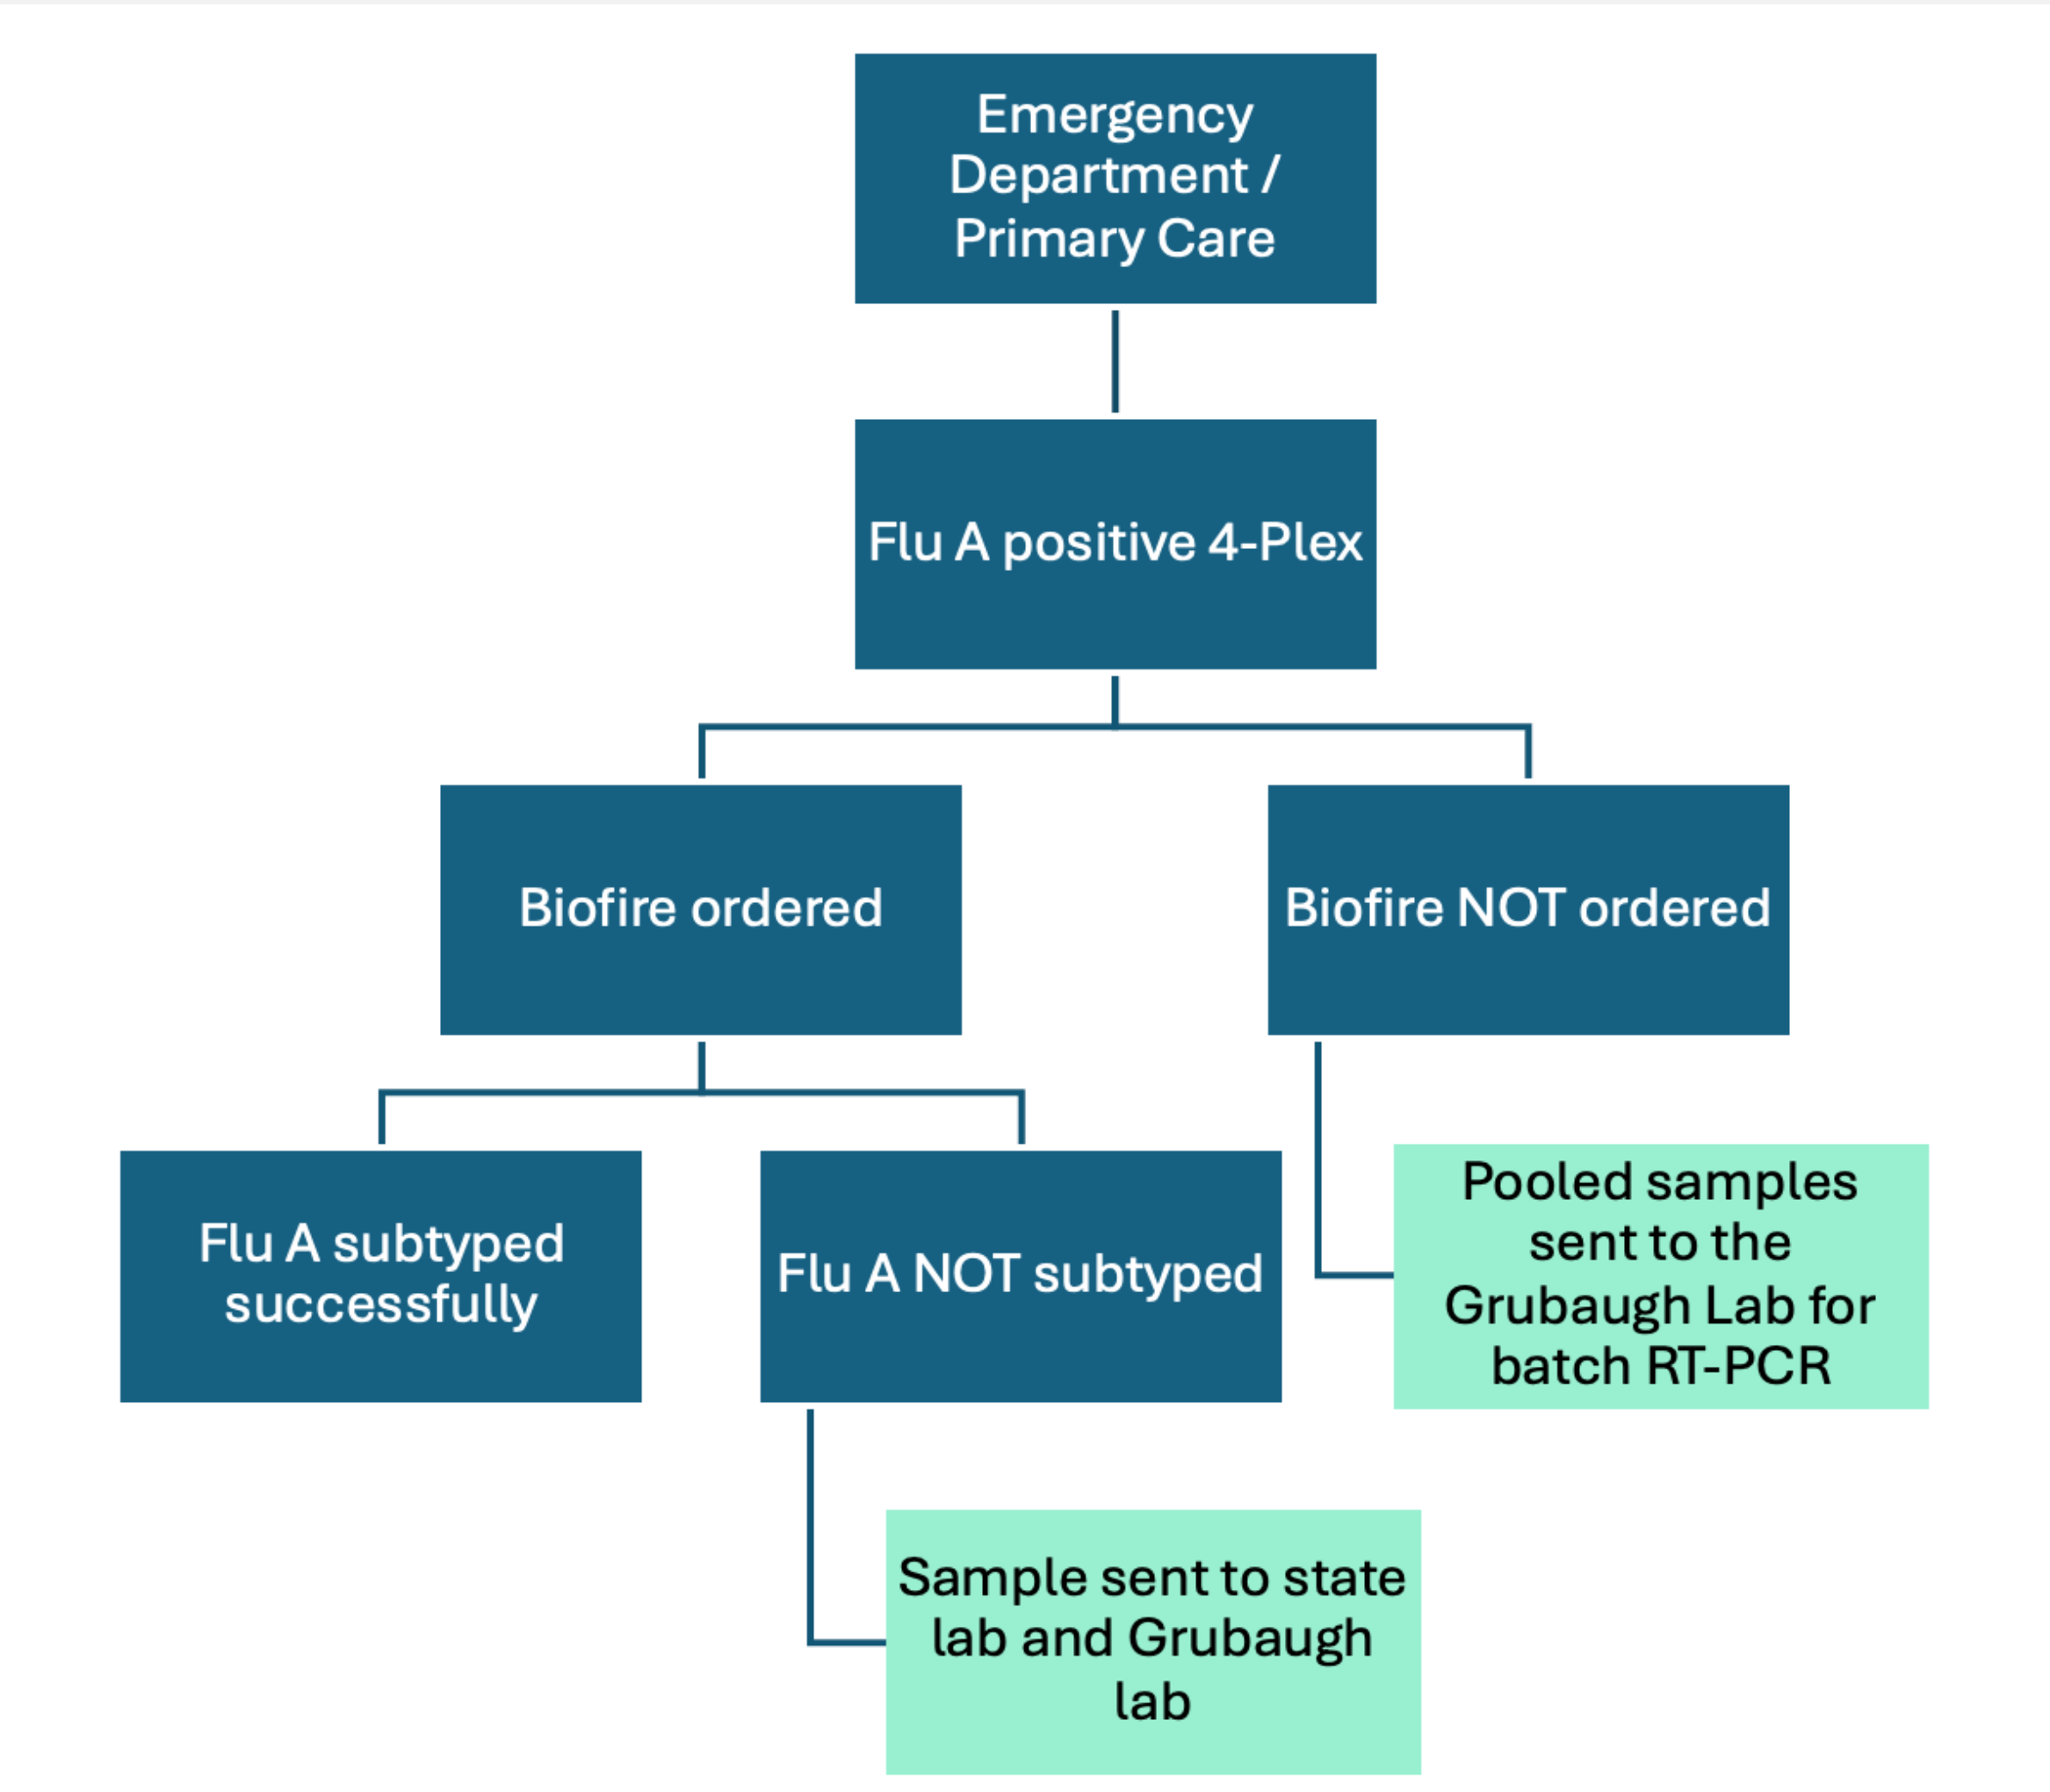 Emergency
Department /
Primary Care
Flu A positive 4-Plex
Biofire ordered
Biofire NOT ordered
Flu A subtyped
successfully
Flu A NOT subtyped
Pooled samples
sent to the
Grubaugh Lab for
batch RT-PCR
Sample sent to state
lab and Grubaugh
lab